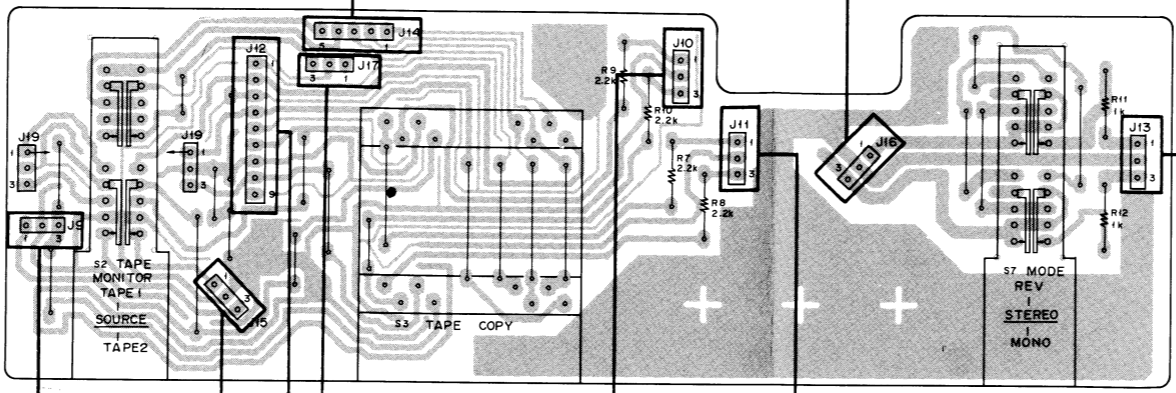 J14
5 1
J12
1
9
J17
3 1
J10
1
3
R9
2.2k
R10
2.2k
R7
2.2k
R8
2.2k
J11
1
3
J16
1
3
R11
1k
J13
1
3
R12
1k
J19
1
3
J19
1
3
J9
1 3
S2 TAPE
MONITOR
TAPE 1
SOURCE
TAPE2
1
3
J15
S3 TAPE COPY
S7 MODE
REV
STEREO
MONO